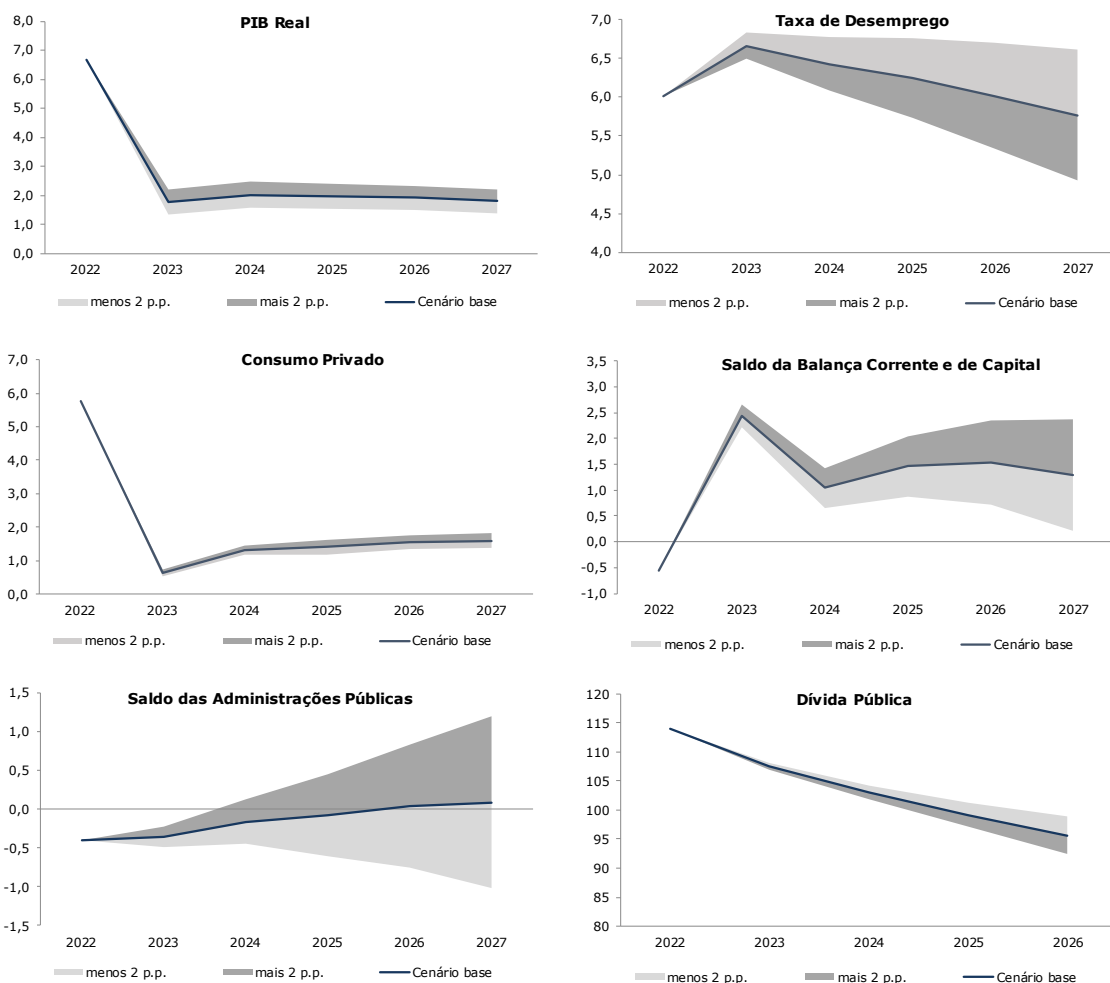 PIB Real
8,0
7,0
6,0
5,0
4,0
3,0
2,0
1,0
0,0
2022 2023 2024 2025 2026 2027
menos 2 p.p. mais 2 p.p. Cenário base
Taxa de Desemprego
7,0
6,5
6,0
5,5
5,0
4,5
4,0
2022 2023 2024 2025 2026 2027
menos 2 p.p. mais 2 p.p. Cenário base
Consumo Privado
7,0
6,0
5,0
4,0
3,0
2,0
1,0
0,0
2022 2023 2024 2025 2026 2027
menos 2 p.p. mais 2 p.p. Cenário base
Saldo da Balança Corrente e de Capital
3,5
3,0
2,5
2,0
1,5
1,0
0,5
0,0
-0,5
-1,0
2022 2023 2024 2025 2026 2027
menos 2 p.p. mais 2 p.p. Cenário base
Saldo das Administrações Públicas
1,5
1,0
0,5
0,0
-0,5
-1,0
-1,5
2022 2023 2024 2025 2026 2027
menos 2 p.p. mais 2 p.p. Cenário base
Dívida Pública
120
115
110
105
100
95
90
85
80
2022 2023 2024 2025 2026
menos 2 p.p. mais 2 p.p. Cenário base